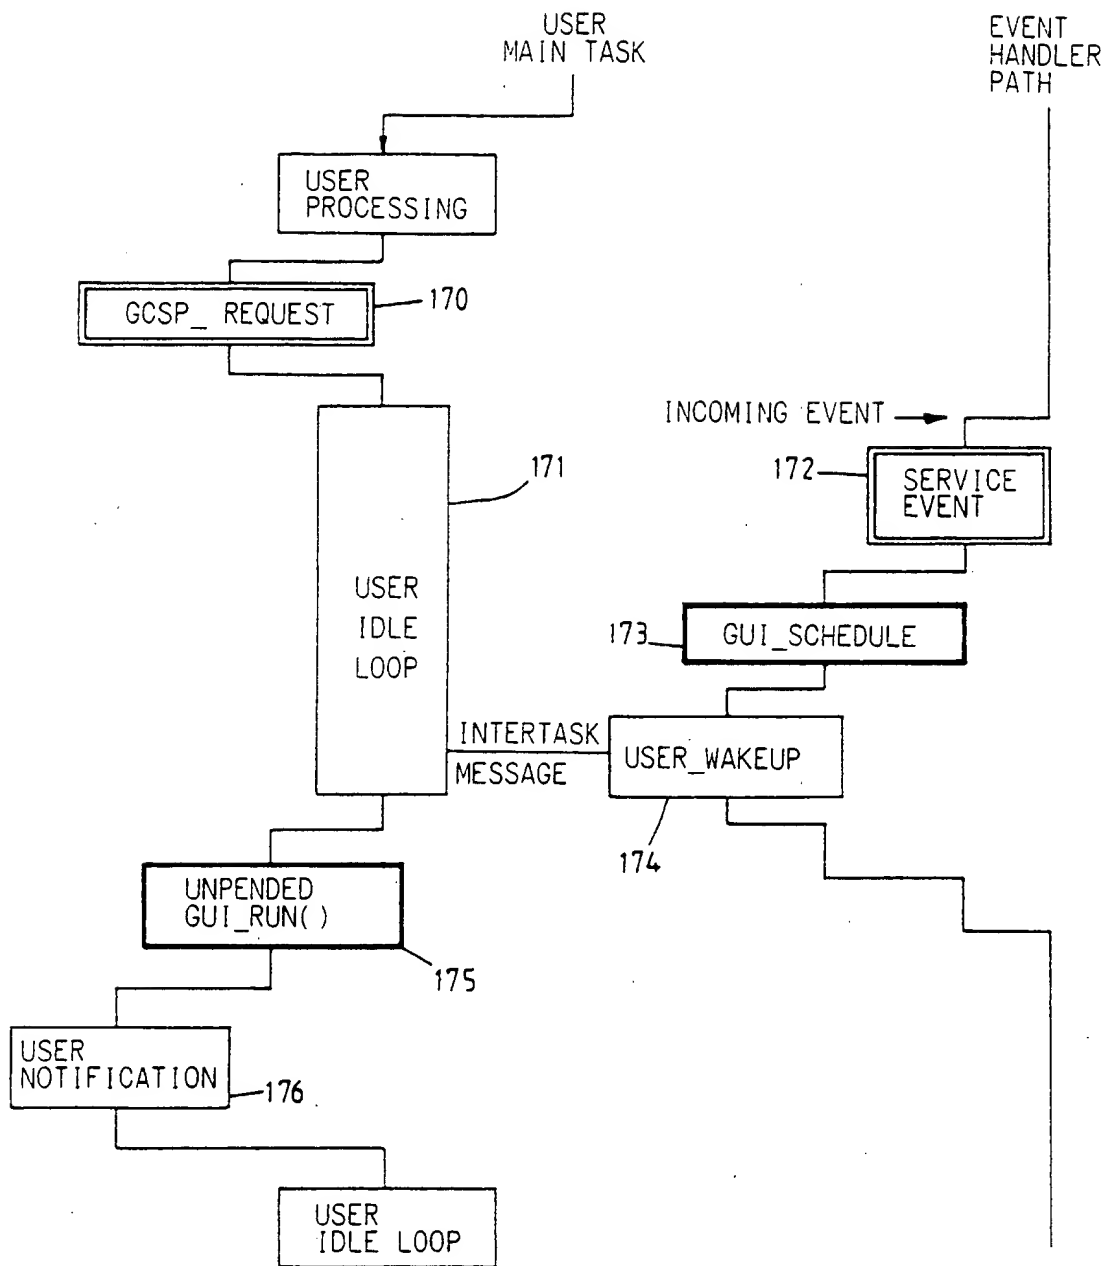 USER
MAIN TASK
EVENT
HANDLER
PATH
USER
PROCESSING
GCSP_ REQUEST
170
INCOMING EVENT
171
172
SERVICE
EVENT
USER
IDLE
LOOP
173
GUI_SCHEDULE
INTERTASK
MESSAGE
USER_WAKEUP
174
UNPENDED
GUI_RUN( )
175
USER
NOTIFICATION
176
USER
IDLE LOOP